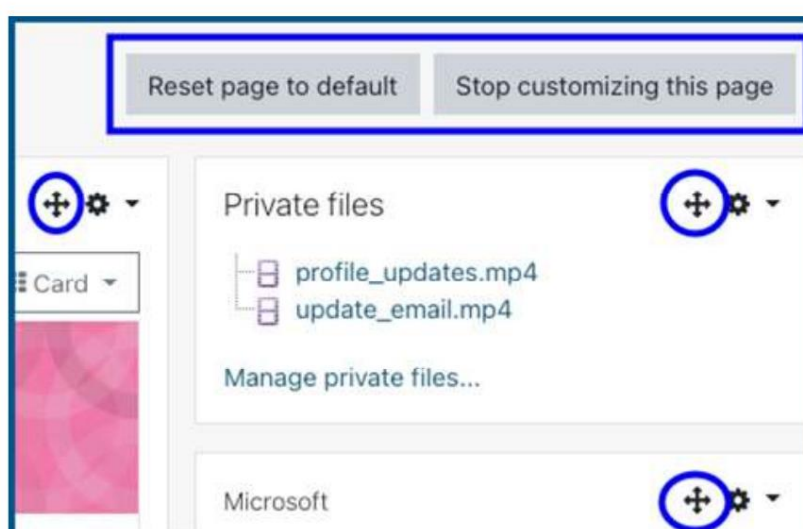 Reset page to default
Stop customizing this page
Card
Private files
profile_updates.mp4
update_email.mp4
Manage private files...
Microsoft